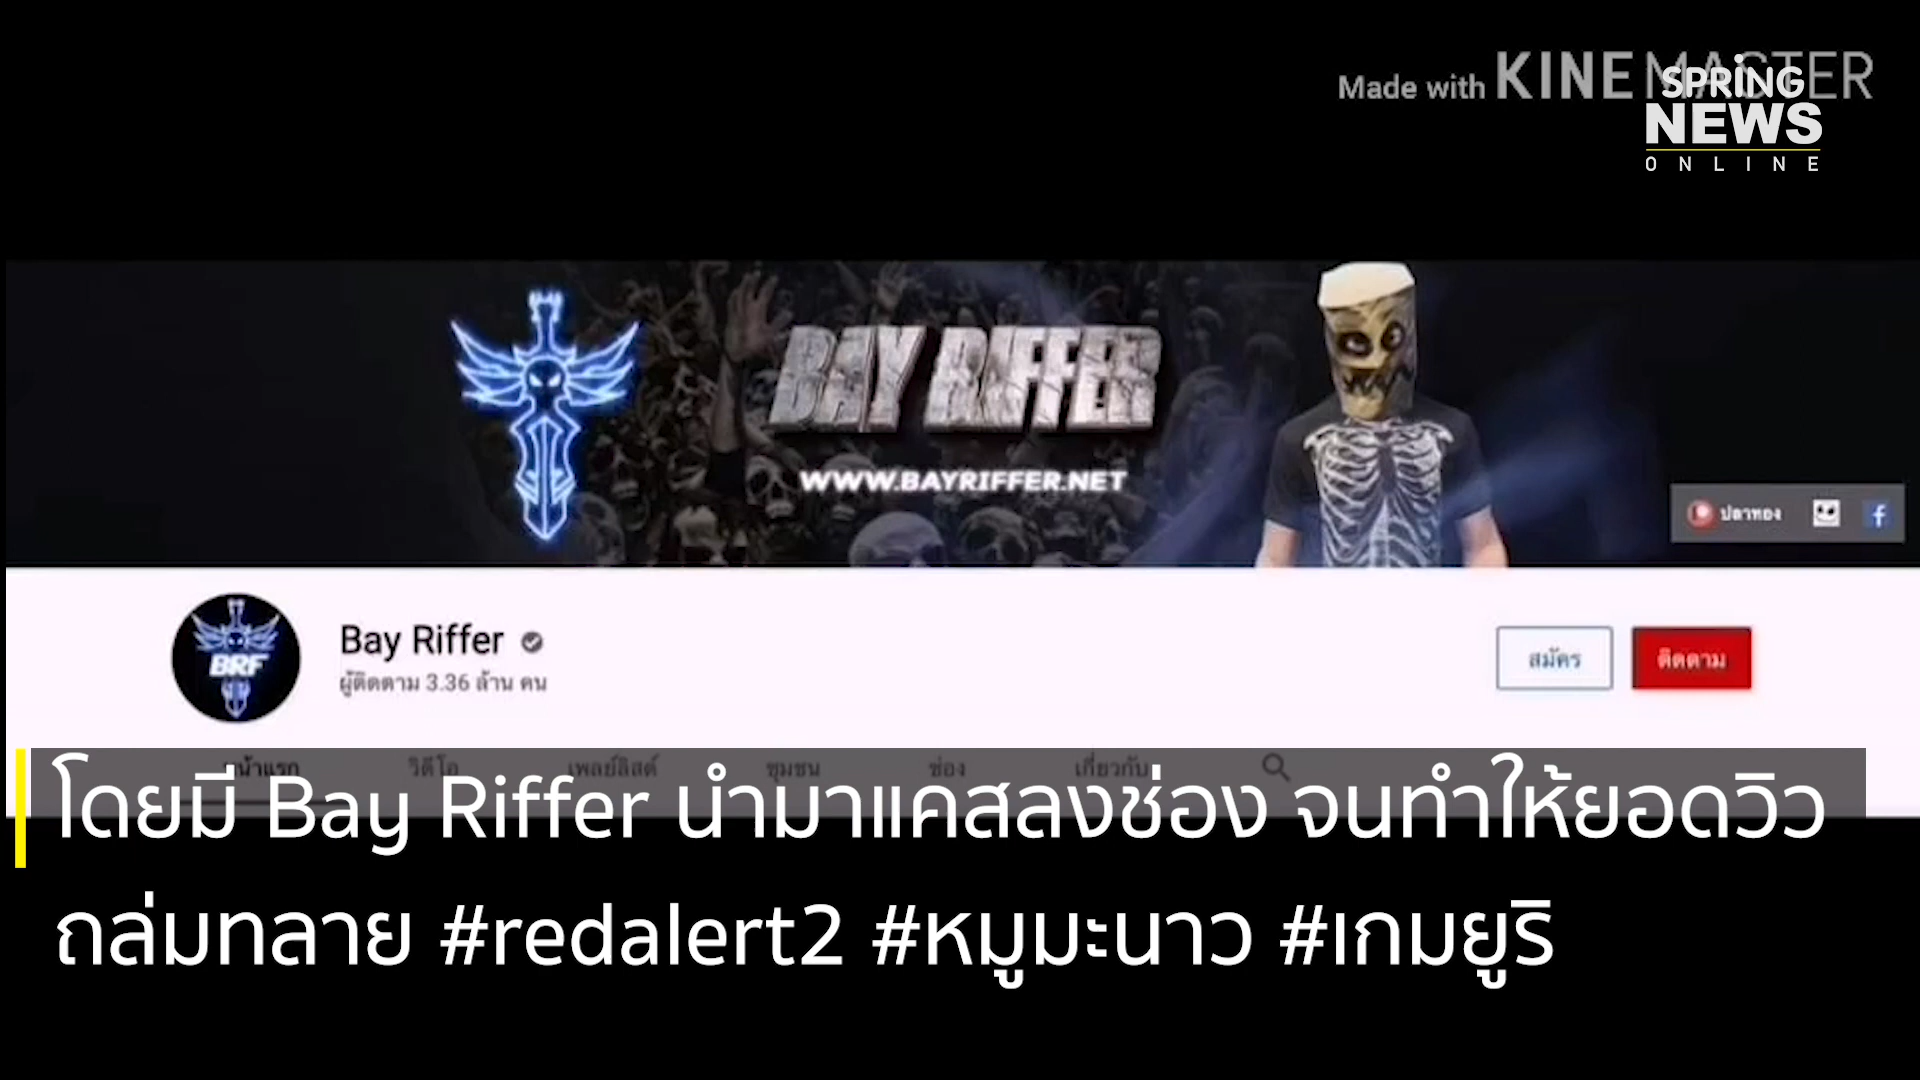 Made with KINEMASTER
SPRiNG
NEWS
ONLINE
BAY RIFFER
WWW.BAYRIFFER.NET
ปลาทอง
BRF
Bay Riffer
ผู้ติดตาม 3.36 ล้าน คน
สมัคร
ติดตาม
หน้าแรก วิดีโอ เพลย์ลิสต์ ชุมชน ช่อง เกี่ยวกับ
โดยมี Bay Riffer นำมาแคสลงช่อง จนทำให้ยอดวิว
ถล่มทลาย #redalert2 #หมูมะนาว #เกมยูริ